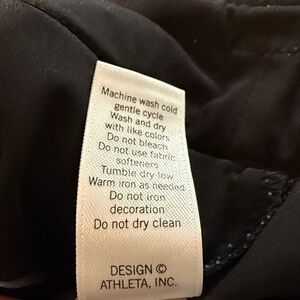 Machine wash cold
gentle cycle
Wash and dry
with like colors
Do not bleach
Do not use fabric
softeners
Tumble dry low
Warm iron as needed
Do not iron
decoration
Do not dry clean
DESIGN ©
ATHLETA, INC.